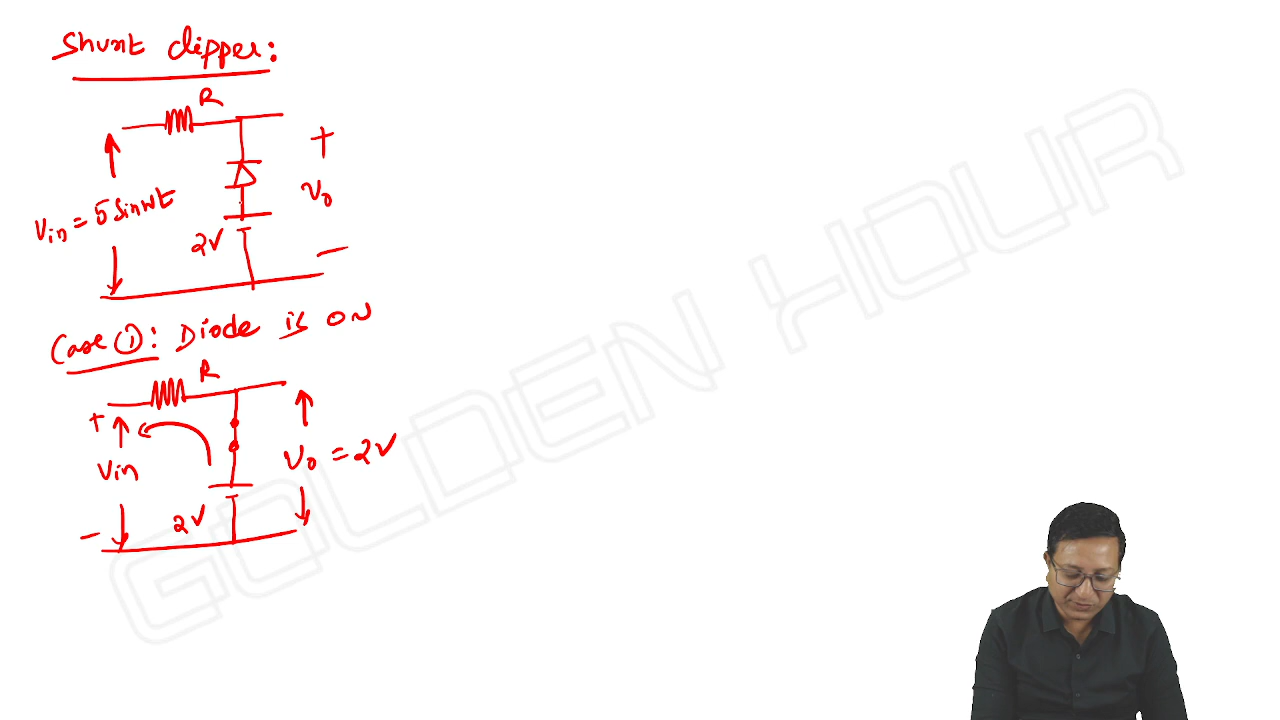 Shunt clipper:
R
+
Vin = 5 sinωt
Vo
2V
−
Case ①: Diode is ON
R
+
Vin
Vo = 2V
2V
−
GOLDEN HOUR